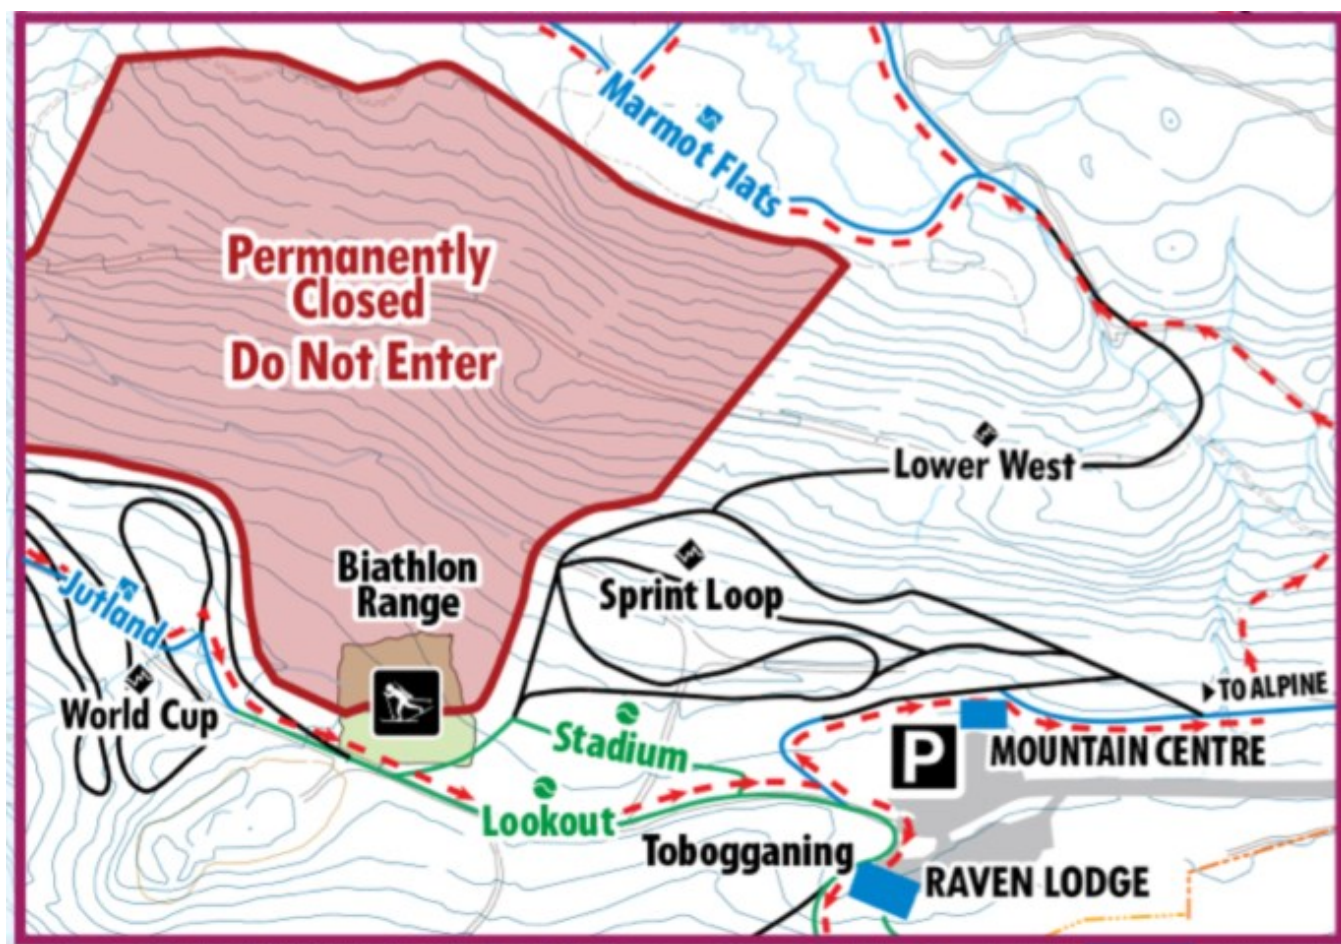 Marmot Flats
Permanently
Closed
Do Not Enter
Lower West
Biathlon
Range
Sprint Loop
Jutland
World Cup
▶TO ALPINE
Stadium
P
MOUNTAIN CENTRE
Lookout
Tobogganing
RAVEN LODGE